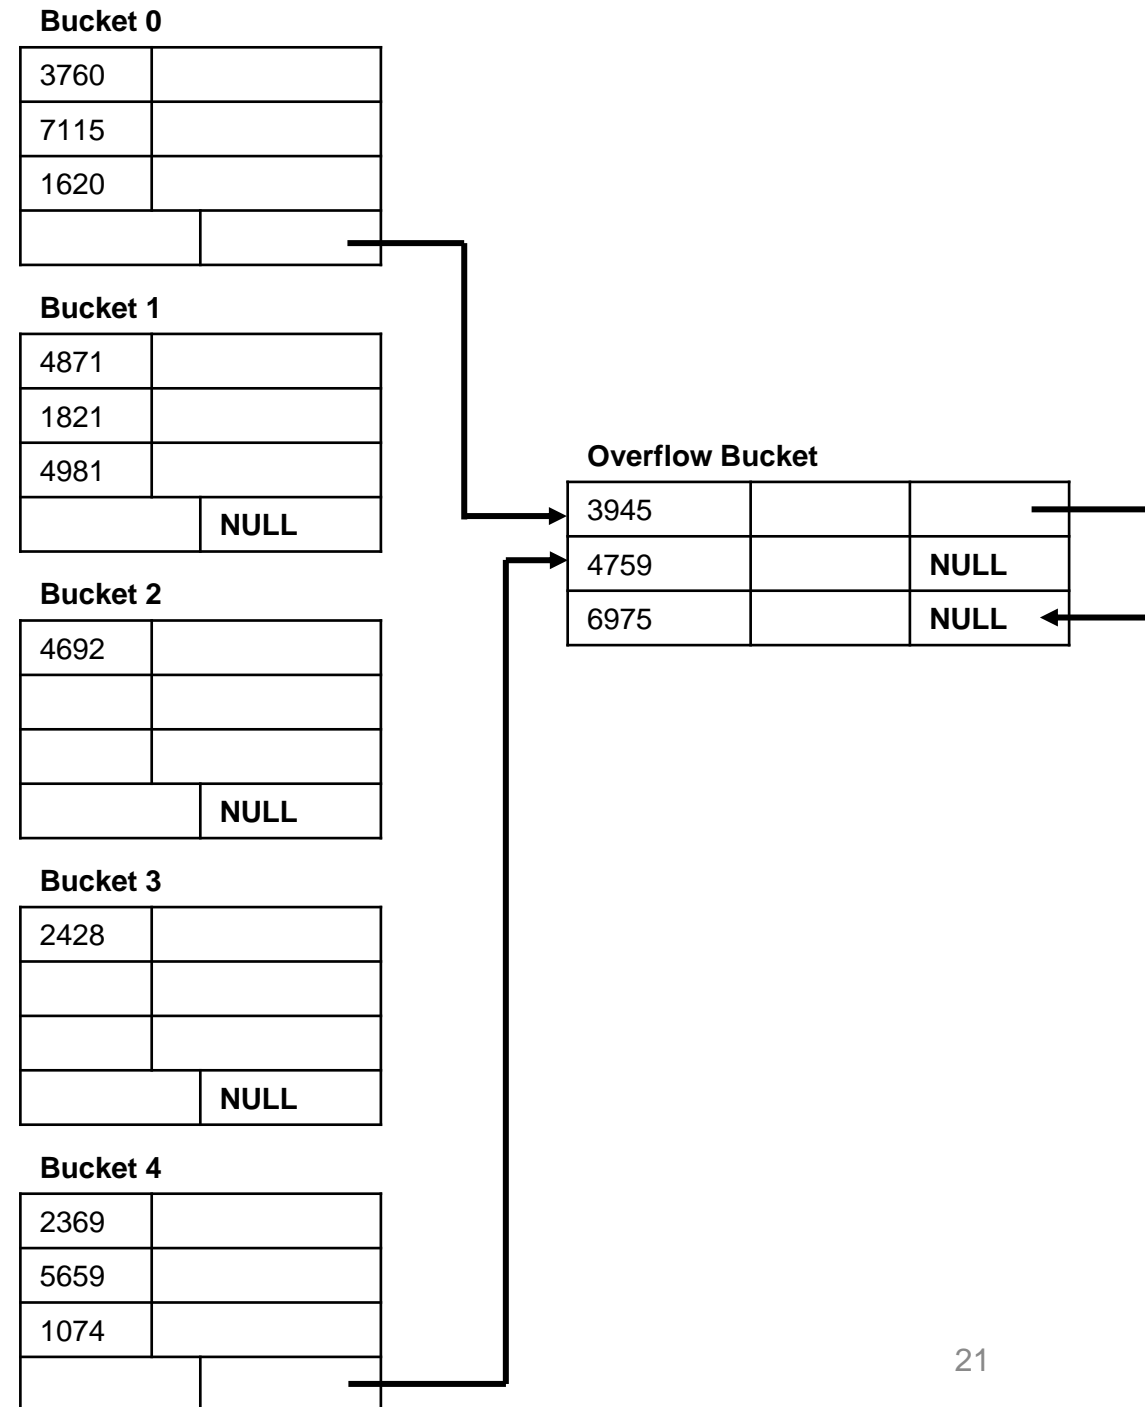 Bucket 0
3760
7115
1620
Bucket 1
4871
1821
4981
NULL
Bucket 2
4692
NULL
Bucket 3
2428
NULL
Bucket 4
2369
5659
1074
Overflow Bucket
3945
4759 NULL
6975 NULL
21